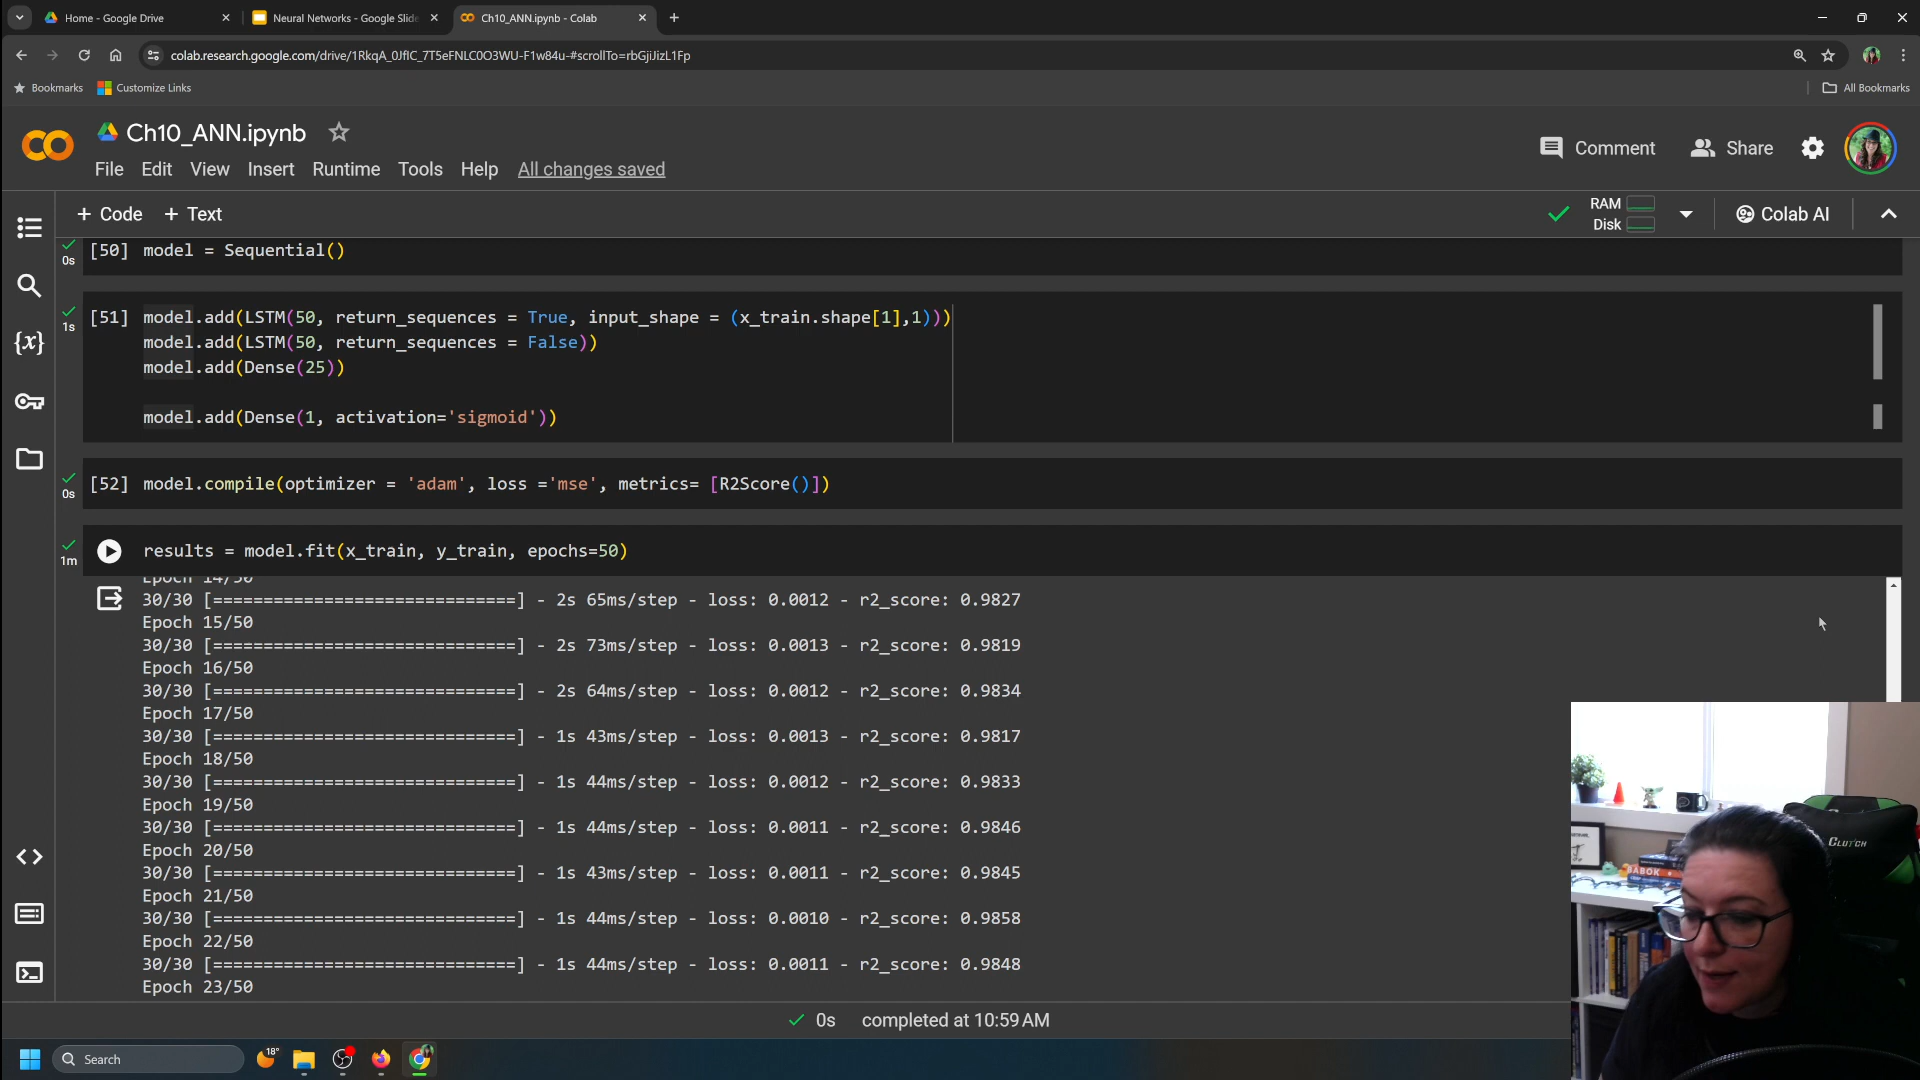 Home - Google Drive
Neural Networks - Google Slide
Ch10_ANN.ipynb - Colab
Bookmarks
Customize Links
All Bookmarks
Ch10_ANN.ipynb
Comment
Share
File Edit View Insert Runtime Tools Help All changes saved
+ Code + Text
RAM
Disk
Colab AI
[50] model = Sequential()
0s
[51] model.add(LSTM(50, return_sequences = True, input_shape = (x_train.shape[1],1)))
1s
model.add(LSTM(50, return_sequences = False))
model.add(Dense(25))
model.add(Dense(1, activation='sigmoid'))
[52] model.compile(optimizer = 'adam', loss ='mse', metrics= [R2Score()])
0s
results = model.fit(x_train, y_train, epochs=50)
1m
Epoch 14/50
30/30 [==============================] - 2s 65ms/step - loss: 0.0012 - r2_score: 0.9827
Epoch 15/50
30/30 [==============================] - 2s 73ms/step - loss: 0.0013 - r2_score: 0.9819
Epoch 16/50
30/30 [==============================] - 2s 64ms/step - loss: 0.0012 - r2_score: 0.9834
Epoch 17/50
30/30 [==============================] - 1s 43ms/step - loss: 0.0013 - r2_score: 0.9817
Epoch 18/50
30/30 [==============================] - 1s 44ms/step - loss: 0.0012 - r2_score: 0.9833
Epoch 19/50
30/30 [==============================] - 1s 44ms/step - loss: 0.0011 - r2_score: 0.9846
Epoch 20/50
30/30 [==============================] - 1s 43ms/step - loss: 0.0011 - r2_score: 0.9845
Epoch 21/50
30/30 [==============================] - 1s 44ms/step - loss: 0.0010 - r2_score: 0.9858
Epoch 22/50
30/30 [==============================] - 1s 44ms/step - loss: 0.0011 - r2_score: 0.9848
Epoch 23/50
CLUTCH
BABOK
0s completed at 10:59 AM
Search
18°